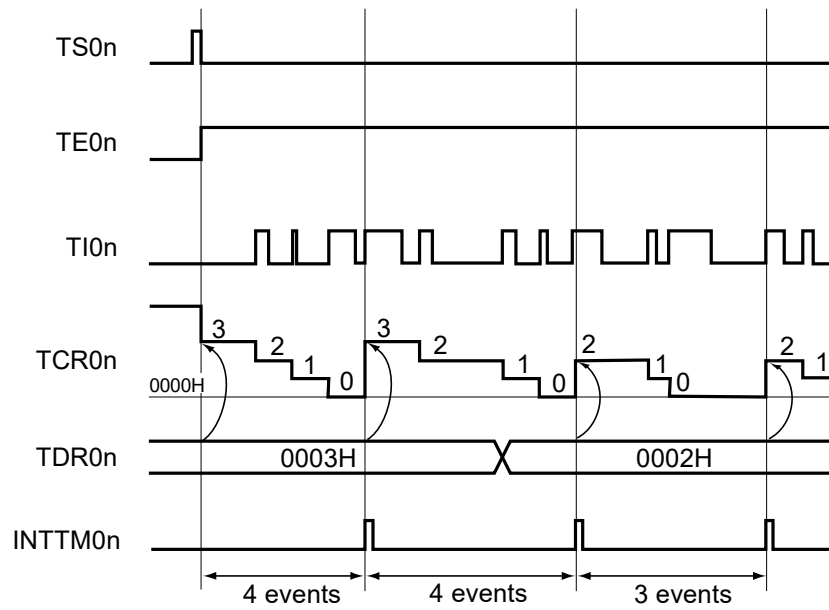 TS0n
TE0n
TI0n
TCR0n
3
2
1
0
3
2
1
0
2
1
0
2
1
0000H
TDR0n
0003H
0002H
INTTM0n
4 events
4 events
3 events